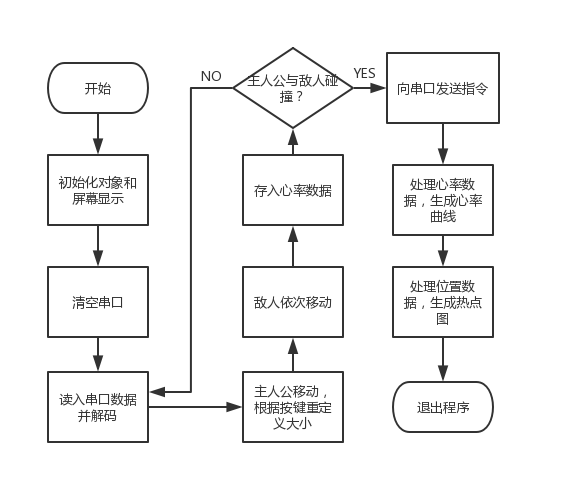 开始
初始化对象和
屏幕显示
清空串口
读入串口数据
并解码
主人公移动，
根据按键重定
义大小
敌人依次移动
存入心率数据
主人公与敌人碰
撞？
NO
YES
向串口发送指令
处理心率数
据，生成心率
曲线
处理位置数
据，生成热点
图
退出程序